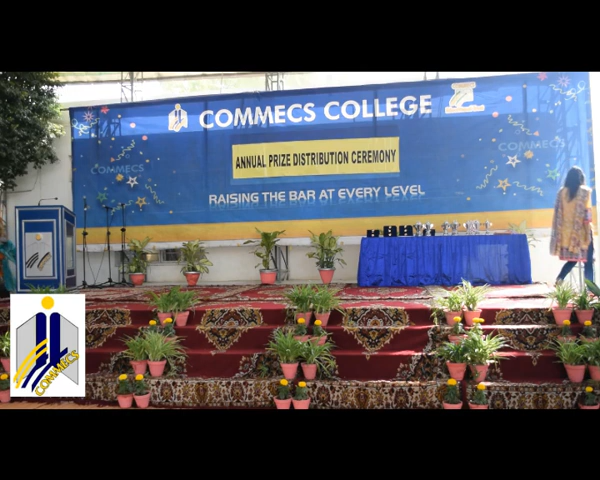 COMMECS COLLEGE
ANNUAL PRIZE DISTRIBUTION CEREMONY
COMMECS
COMMECS
RAISING THE BAR AT EVERY LEVEL
COMMECS